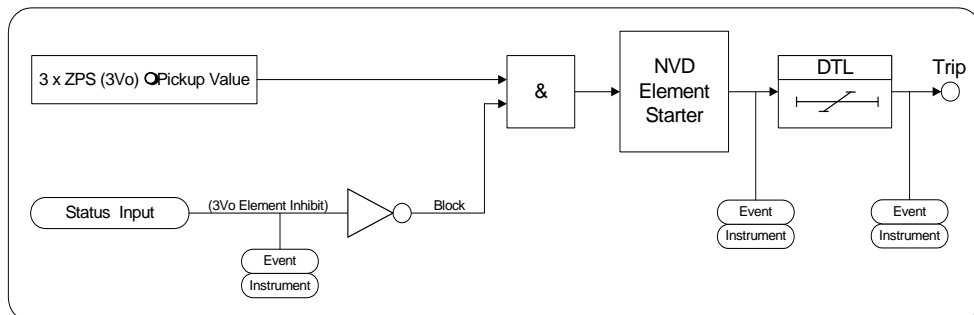 3 x ZPS (3Vo) Pickup Value
&
NVD
Element
Starter
DTL
Trip
Status Input
(3Vo Element Inhibit)
Block
Event
Instrument
Event
Instrument
Event
Instrument